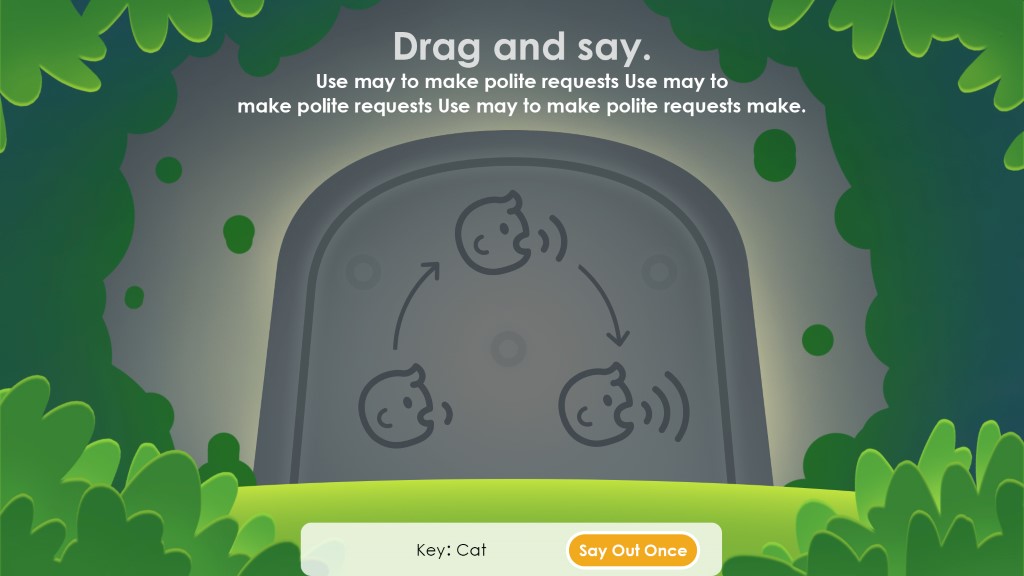 Drag and say.
Use may to make polite requests Use may to
make polite requests Use may to make polite requests make.
Key: Cat
Say Out Once